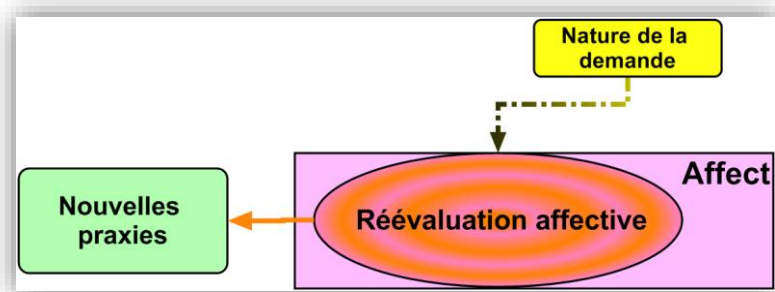 Nature de la
demande
Affect
Nouvelles
praxies
Réévaluation affective